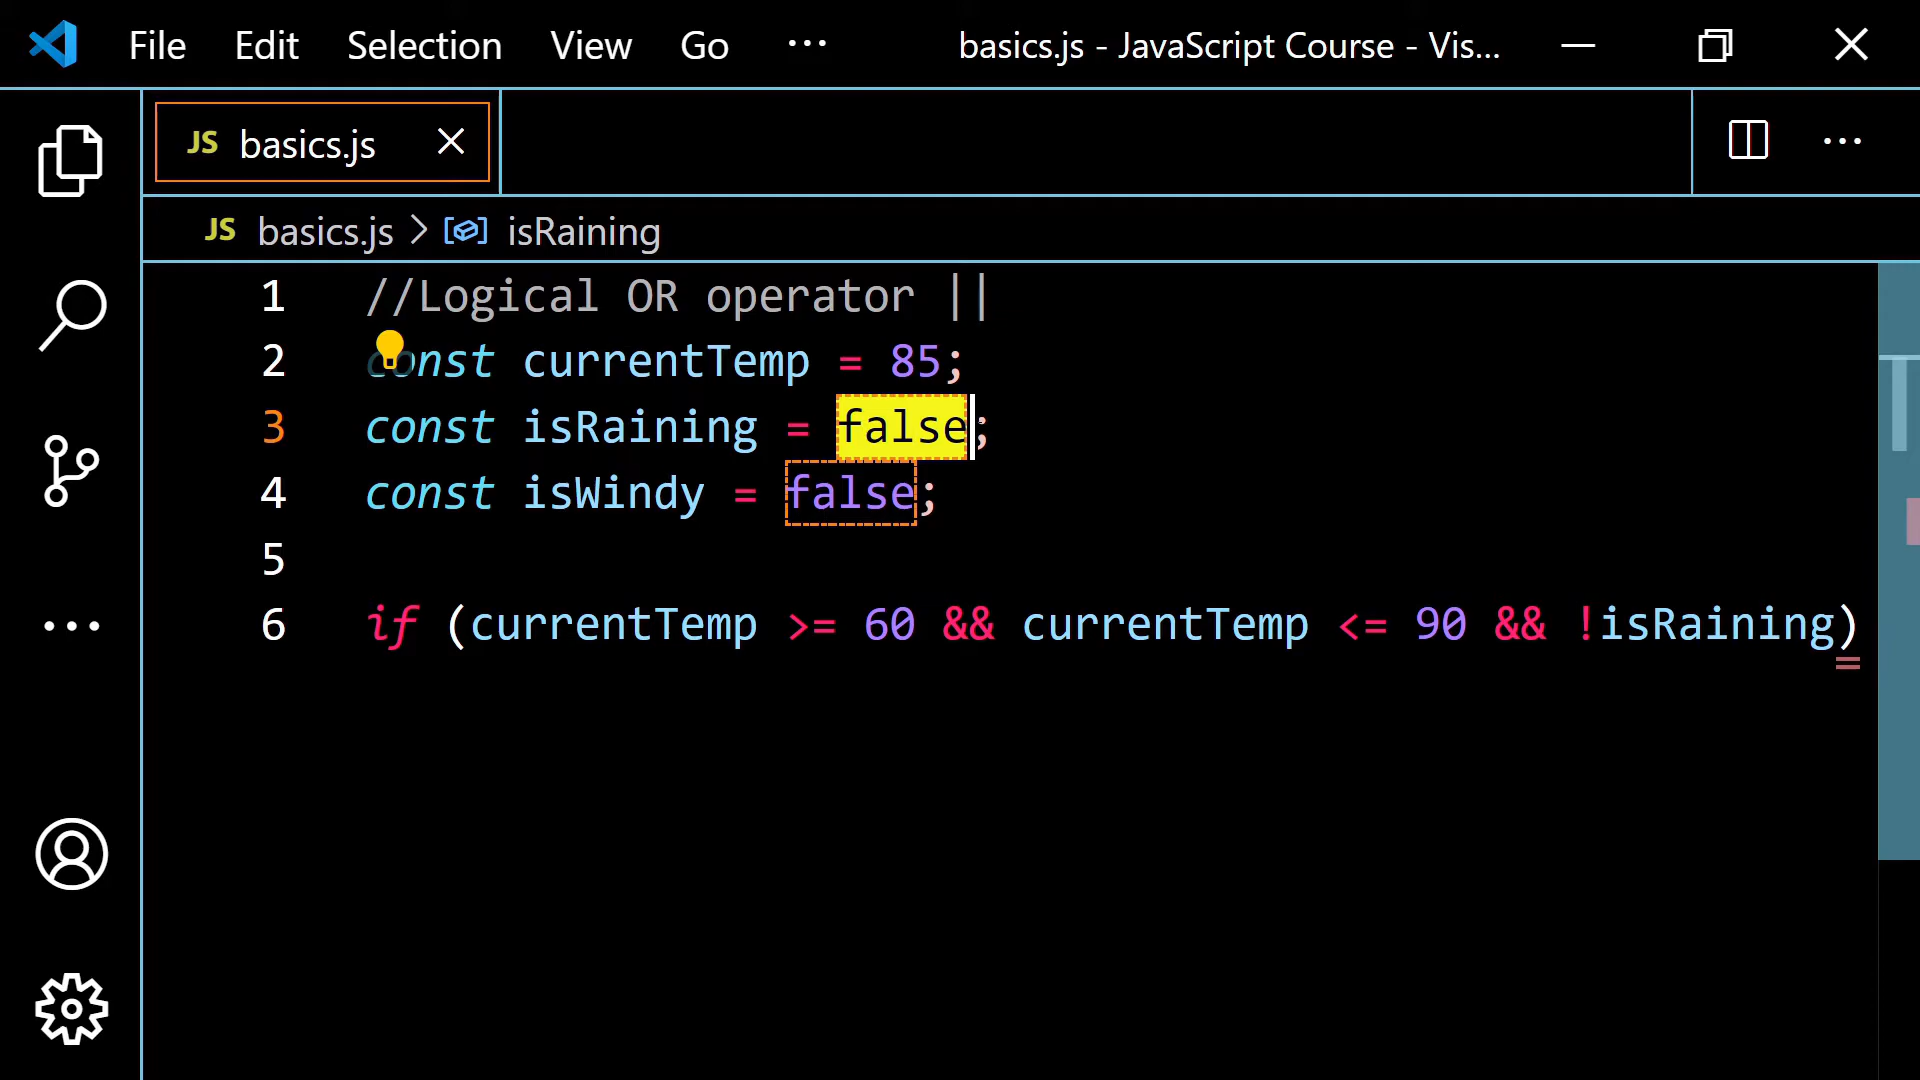 File Edit Selection View Go ··· basics.js - JavaScript Course - Vis...
JS basics.js
JS basics.js > isRaining
1 //Logical OR operator ||
2 const currentTemp = 85;
3 const isRaining = false;
4 const isWindy = false;
5
6 if (currentTemp >= 60 && currentTemp <= 90 && !isRaining)